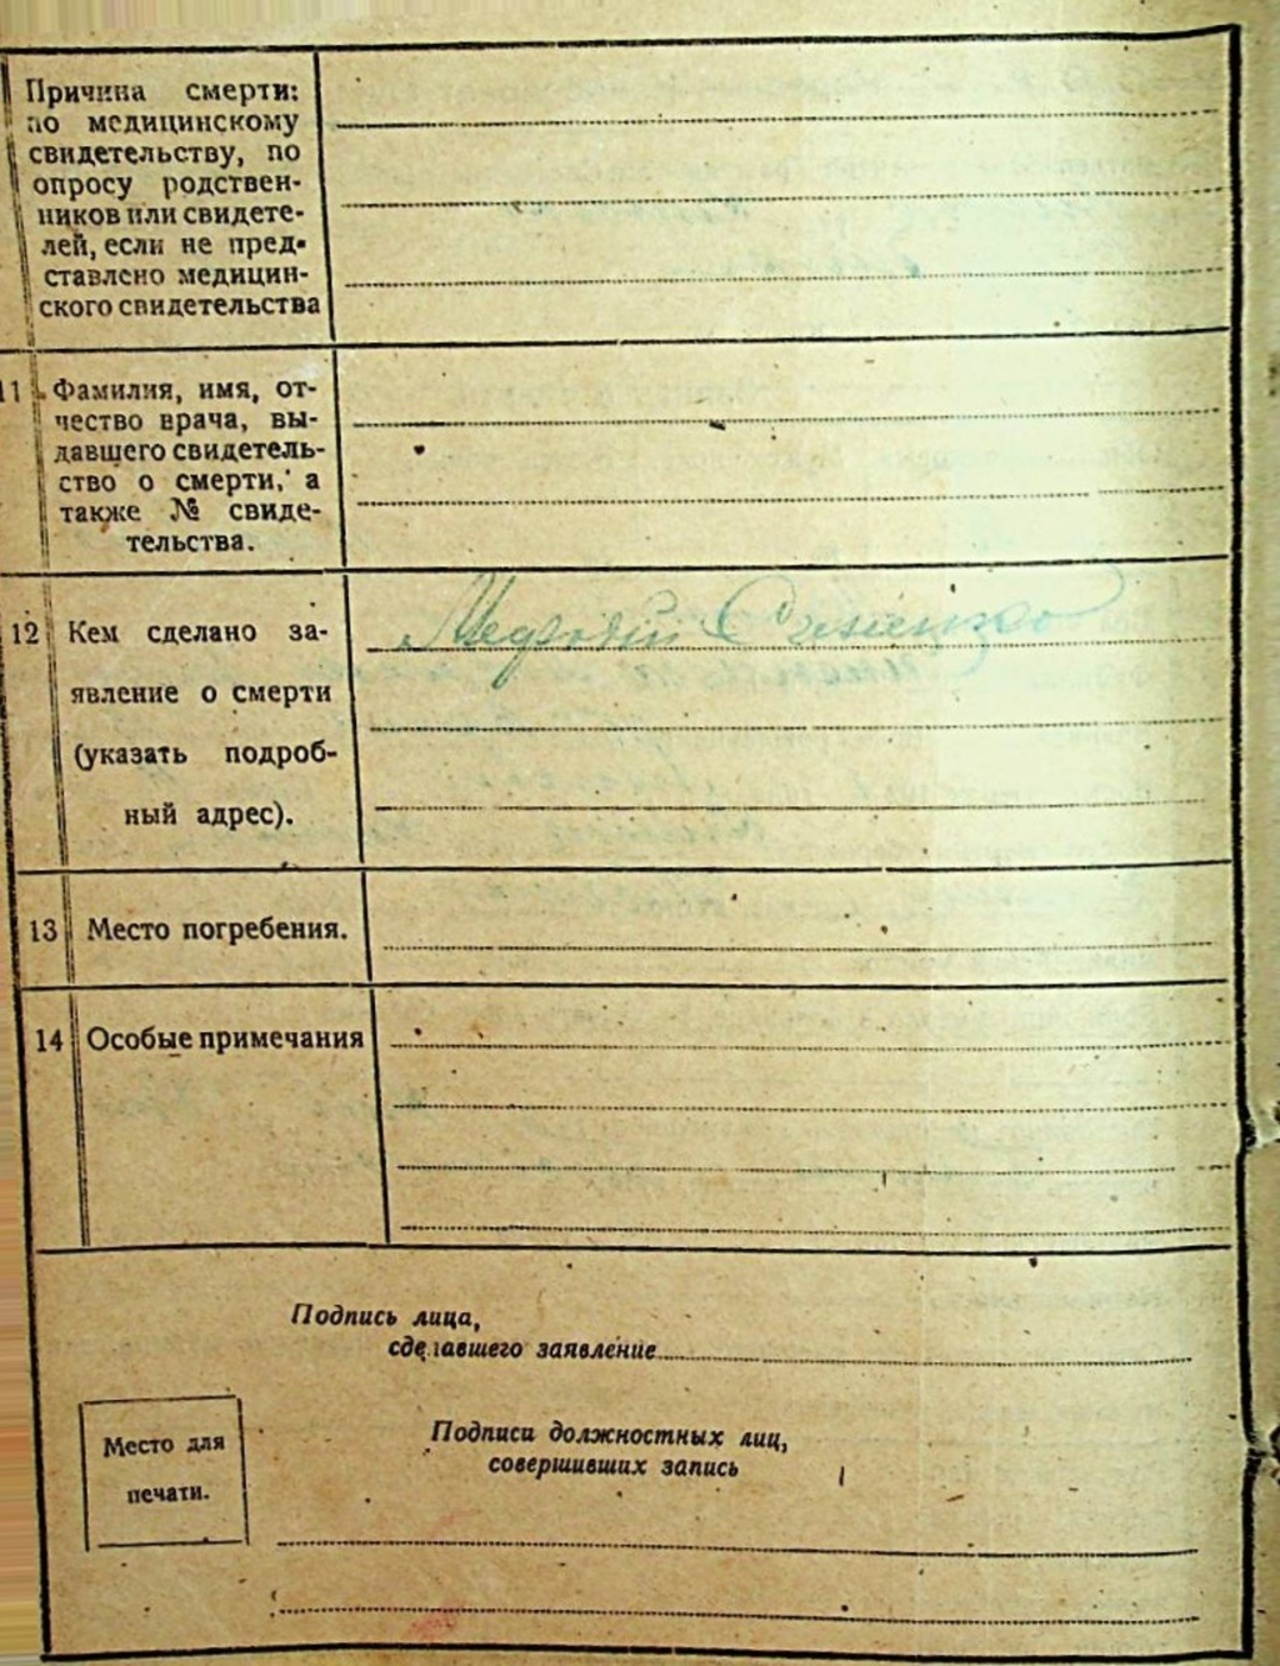 Причина смерти:
по медицинскому
свидетельству, по
опросу родствен-
ников или свидете-
лей, если не пред-
ставлено медицин-
ского свидетельства
11 Фамилия, имя, от-
чество врача, вы-
давшего свидетель-
ство о смерти, а
также № свиде-
тельства.
12 Кем сделано за-
явление о смерти
(указать подроб-
ный адрес).
13 Место погребения.
14 Особые примечания
Подпись лица,
сделавшего заявление
Место для
печати.
Подписи должностных лиц,
совершивших запись